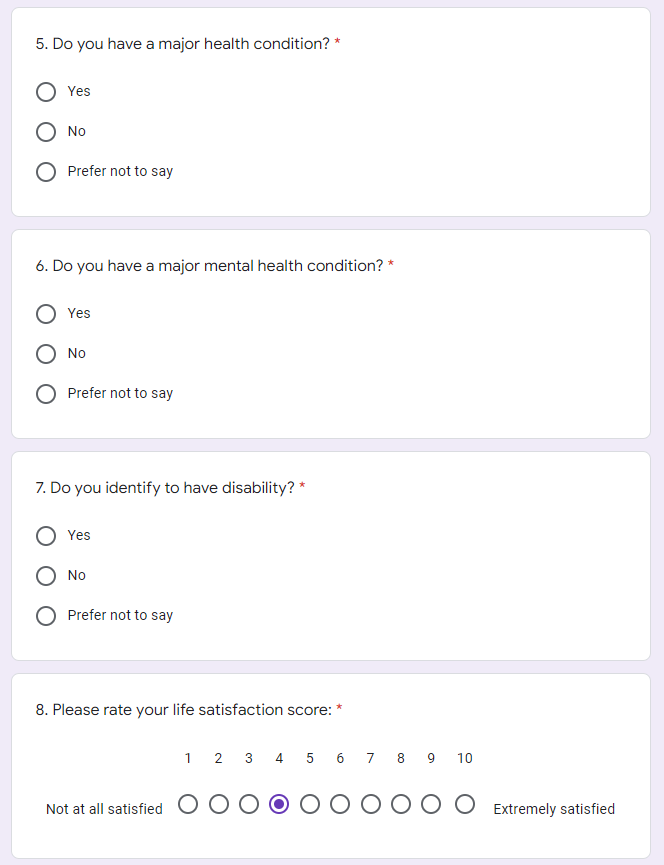 5. Do you have a major health condition? *
Yes
No
Prefer not to say
6. Do you have a major mental health condition? *
Yes
No
Prefer not to say
7. Do you identify to have disability? *
Yes
No
Prefer not to say
8. Please rate your life satisfaction score: *
1 2 3 4 5 6 7 8 9 10
Not at all satisfied Extremely satisfied